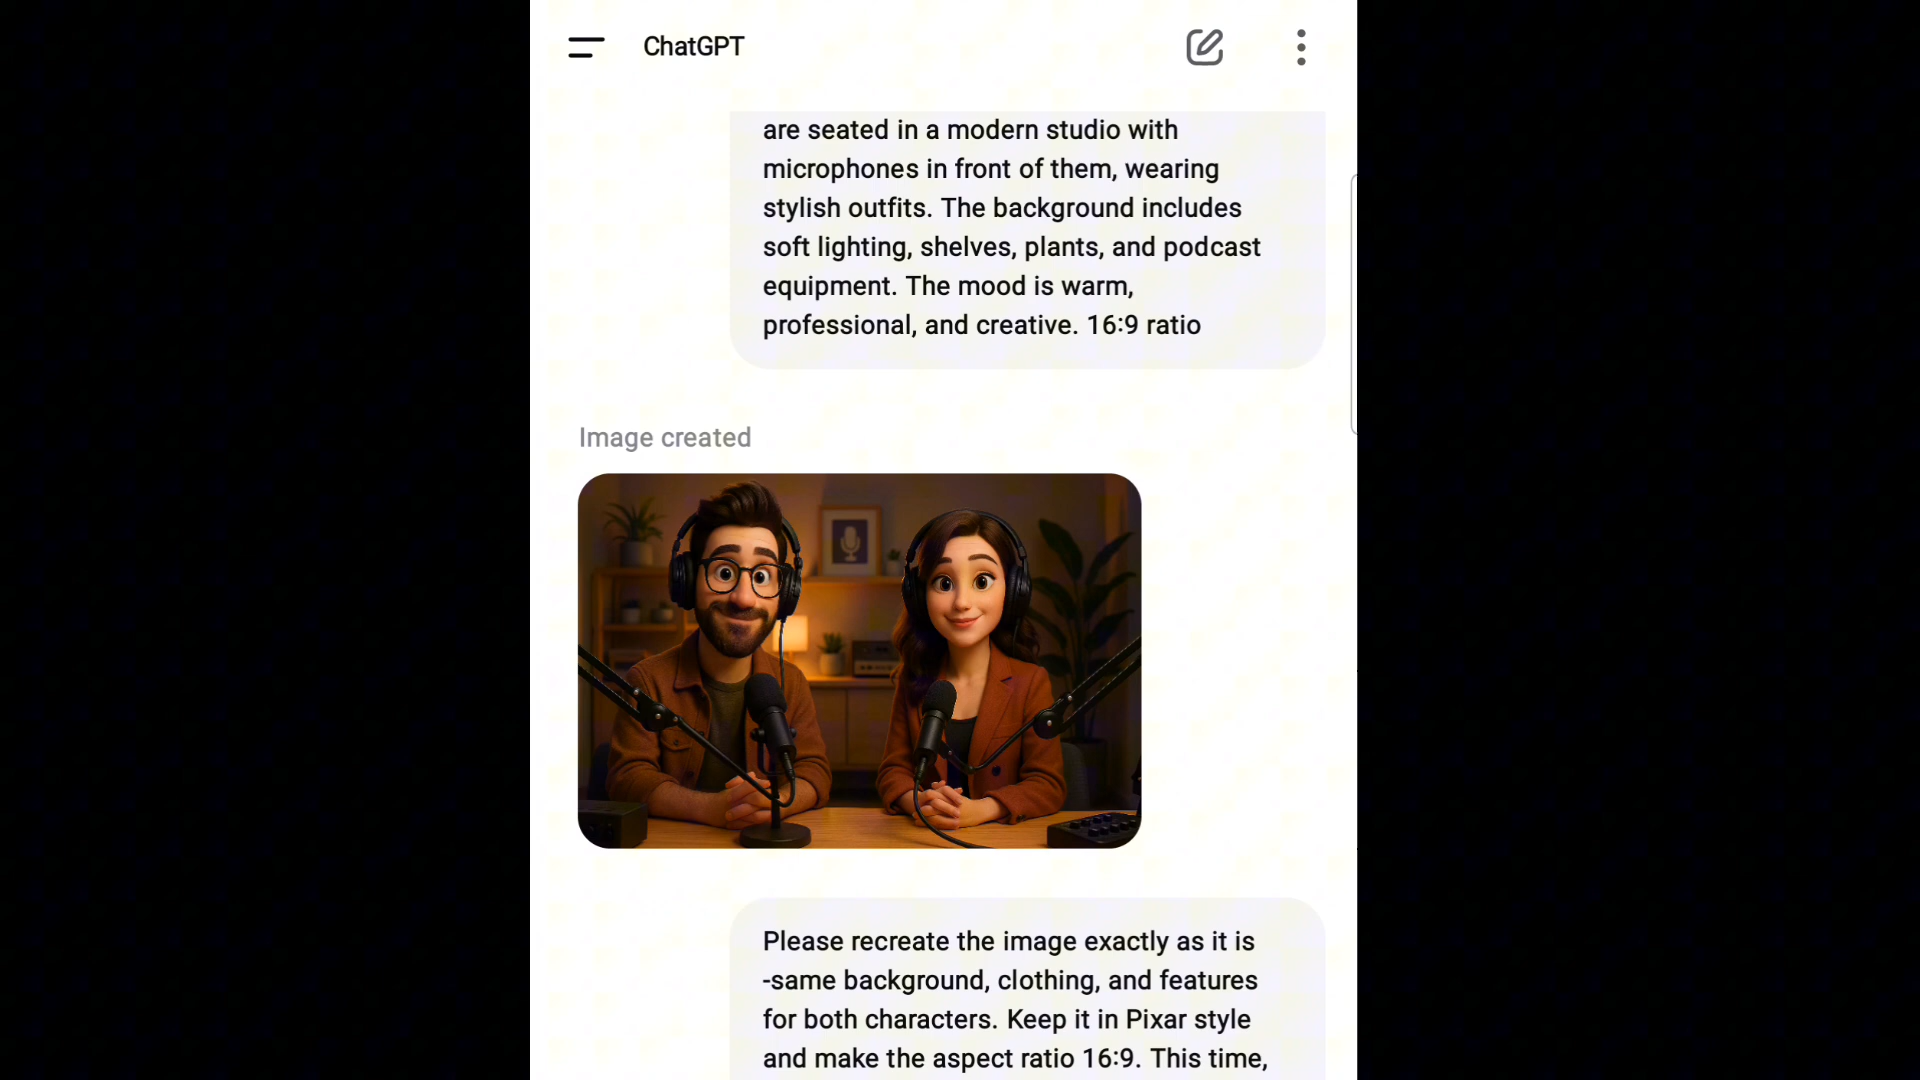 ChatGPT
are seated in a modern studio with
microphones in front of them, wearing
stylish outfits. The background includes
soft lighting, shelves, plants, and podcast
equipment. The mood is warm,
professional, and creative. 16:9 ratio
Image created
Please recreate the image exactly as it is
-same background, clothing, and features
for both characters. Keep it in Pixar style
and make the aspect ratio 16:9. This time,